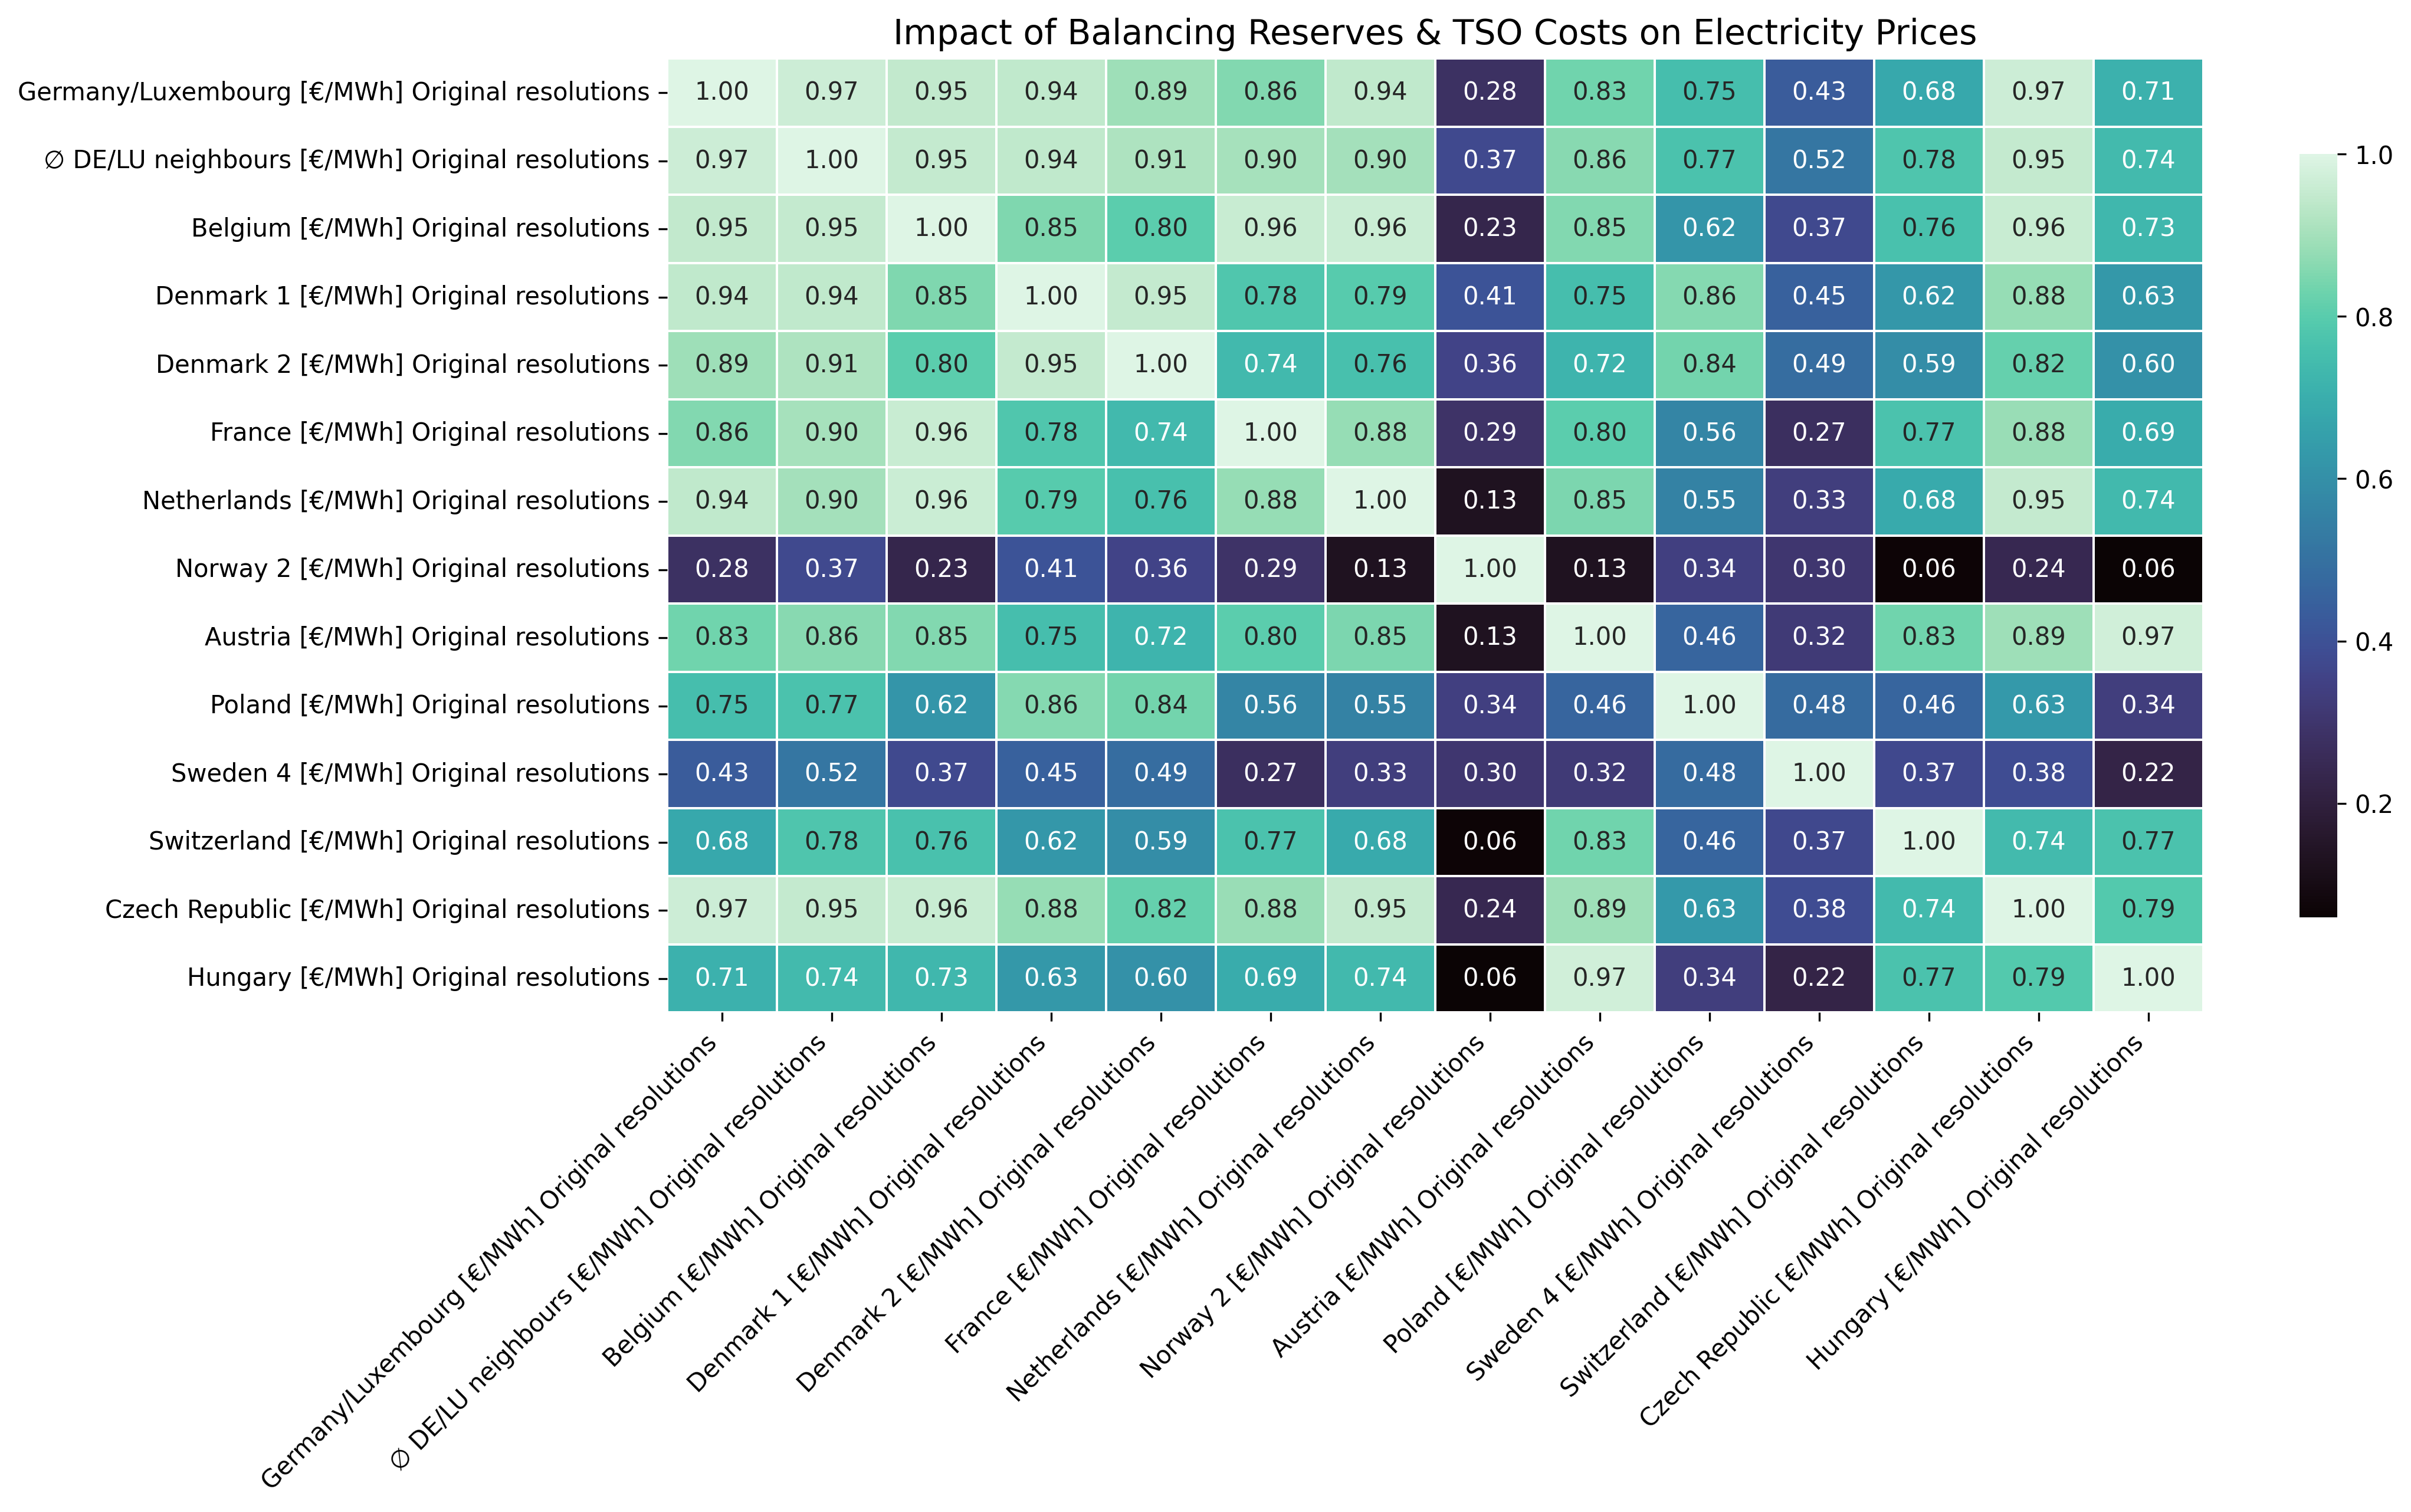 Impact of Balancing Reserves & TSO Costs on Electricity Prices
Germany/Luxembourg [€/MWh] Original resolutions 1.00 0.97 0.95 0.94 0.89 0.86 0.94 0.28 0.83 0.75 0.43 0.68 0.97 0.71
∅ DE/LU neighbours [€/MWh] Original resolutions 0.97 1.00 0.95 0.94 0.91 0.90 0.90 0.37 0.86 0.77 0.52 0.78 0.95 0.74
Belgium [€/MWh] Original resolutions 0.95 0.95 1.00 0.85 0.80 0.96 0.96 0.23 0.85 0.62 0.37 0.76 0.96 0.73
Denmark 1 [€/MWh] Original resolutions 0.94 0.94 0.85 1.00 0.95 0.78 0.79 0.41 0.75 0.86 0.45 0.62 0.88 0.63
Denmark 2 [€/MWh] Original resolutions 0.89 0.91 0.80 0.95 1.00 0.74 0.76 0.36 0.72 0.84 0.49 0.59 0.82 0.60
France [€/MWh] Original resolutions 0.86 0.90 0.96 0.78 0.74 1.00 0.88 0.29 0.80 0.56 0.27 0.77 0.88 0.69
Netherlands [€/MWh] Original resolutions 0.94 0.90 0.96 0.79 0.76 0.88 1.00 0.13 0.85 0.55 0.33 0.68 0.95 0.74
Norway 2 [€/MWh] Original resolutions 0.28 0.37 0.23 0.41 0.36 0.29 0.13 1.00 0.13 0.34 0.30 0.06 0.24 0.06
Austria [€/MWh] Original resolutions 0.83 0.86 0.85 0.75 0.72 0.80 0.85 0.13 1.00 0.46 0.32 0.83 0.89 0.97
Poland [€/MWh] Original resolutions 0.75 0.77 0.62 0.86 0.84 0.56 0.55 0.34 0.46 1.00 0.48 0.46 0.63 0.34
Sweden 4 [€/MWh] Original resolutions 0.43 0.52 0.37 0.45 0.49 0.27 0.33 0.30 0.32 0.48 1.00 0.37 0.38 0.22
Switzerland [€/MWh] Original resolutions 0.68 0.78 0.76 0.62 0.59 0.77 0.68 0.06 0.83 0.46 0.37 1.00 0.74 0.77
Czech Republic [€/MWh] Original resolutions 0.97 0.95 0.96 0.88 0.82 0.88 0.95 0.24 0.89 0.63 0.38 0.74 1.00 0.79
Hungary [€/MWh] Original resolutions 0.71 0.74 0.73 0.63 0.60 0.69 0.74 0.06 0.97 0.34 0.22 0.77 0.79 1.00
Germany/Luxembourg [€/MWh] Original resolutions
∅ DE/LU neighbours [€/MWh] Original resolutions
Belgium [€/MWh] Original resolutions
Denmark 1 [€/MWh] Original resolutions
Denmark 2 [€/MWh] Original resolutions
France [€/MWh] Original resolutions
Netherlands [€/MWh] Original resolutions
Norway 2 [€/MWh] Original resolutions
Austria [€/MWh] Original resolutions
Poland [€/MWh] Original resolutions
Sweden 4 [€/MWh] Original resolutions
Switzerland [€/MWh] Original resolutions
Czech Republic [€/MWh] Original resolutions
Hungary [€/MWh] Original resolutions
1.0
0.8
0.6
0.4
0.2